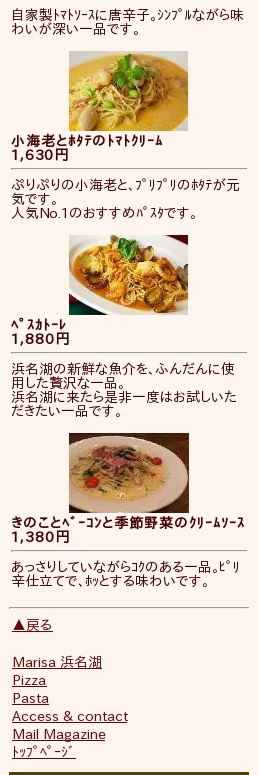 自家製ﾄﾏﾄｿｰｽに唐辛子｡ｼﾝﾌﾟﾙながら味
わいが深い一品です。
小海老とﾎﾀﾃのﾄﾏﾄｸﾘｰﾑ
1,630円
ぷりぷりの小海老と､ﾌﾟﾘﾌﾟﾘのﾎﾀﾃが元
気です。
人気No.1のおすすめﾊﾟｽﾀです。
ﾍﾟｽｶﾄｰﾚ
1,880円
浜名湖の新鮮な魚介を､ふんだんに使
用した贅沢な一品。
浜名湖に来たら是非一度はお試しいた
だきたい一品です。
きのことﾍﾞｰｺﾝと季節野菜のｸﾘｰﾑｿｰｽ
1,380円
あっさりしていながらｺｸのある一品｡ﾋﾟﾘ
辛仕立てで､ﾎｯとする味わいです。
▲戻る
Marisa 浜名湖
Pizza
Pasta
Access & contact
Mail Magazine
ﾄｯﾌﾟﾍﾟｰｼﾞ